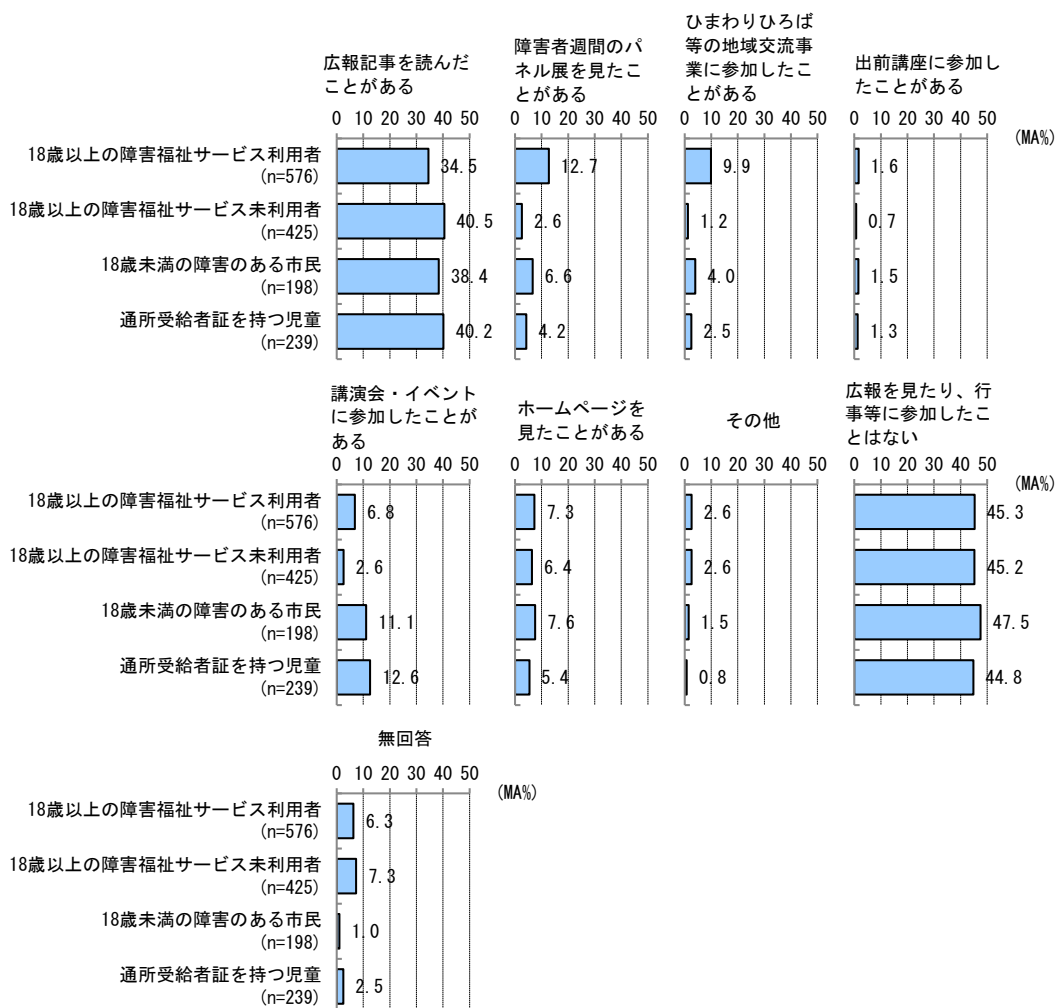 広報記事を読んだ
ことがある
障害者週間のパ
ネル展を見たこ
とがある
ひまわりひろば
等の地域交流事
業に参加したこ
とがある
出前講座に参加し
たことがある
0 10 20 30 40 50
0 10 20 30 40 50
0 10 20 30 40 50
0 10 20 30 40 50
(MA%)
18歳以上の障害福祉サービス利用者
(n=576)
34.5
12.7
9.9
1.6
18歳以上の障害福祉サービス未利用者
(n=425)
40.5
2.6
1.2
0.7
18歳未満の障害のある市民
(n=198)
38.4
6.6
4.0
1.5
通所受給者証を持つ児童
(n=239)
40.2
4.2
2.5
1.3
講演会・イベント
に参加したことが
ある
ホームページを
見たことがある
その他
広報を見たり、行
事等に参加したこ
とはない
0 10 20 30 40 50
0 10 20 30 40 50
0 10 20 30 40 50
0 10 20 30 40 50
(MA%)
18歳以上の障害福祉サービス利用者
(n=576)
6.8
7.3
2.6
45.3
18歳以上の障害福祉サービス未利用者
(n=425)
2.6
6.4
2.6
45.2
18歳未満の障害のある市民
(n=198)
11.1
7.6
1.5
47.5
通所受給者証を持つ児童
(n=239)
12.6
5.4
0.8
44.8
無回答
0 10 20 30 40 50
(MA%)
18歳以上の障害福祉サービス利用者
(n=576)
6.3
18歳以上の障害福祉サービス未利用者
(n=425)
7.3
18歳未満の障害のある市民
(n=198)
1.0
通所受給者証を持つ児童
(n=239)
2.5